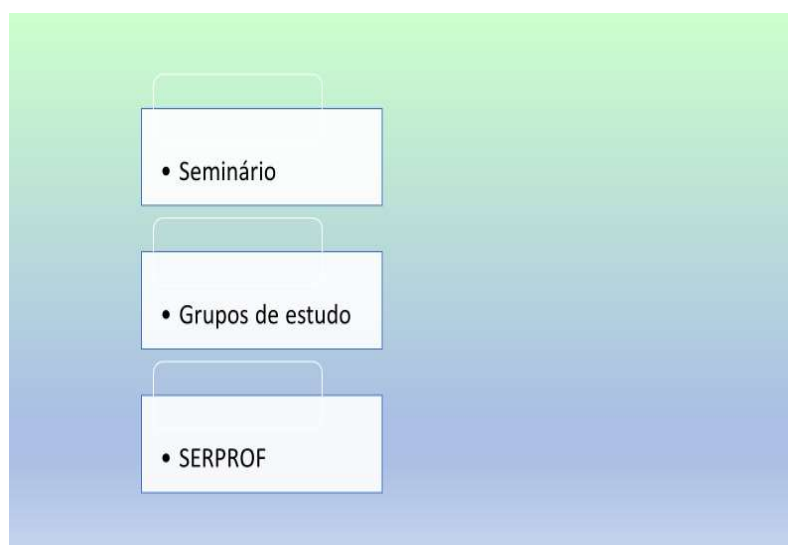 • Seminário
• Grupos de estudo
• SERPROF